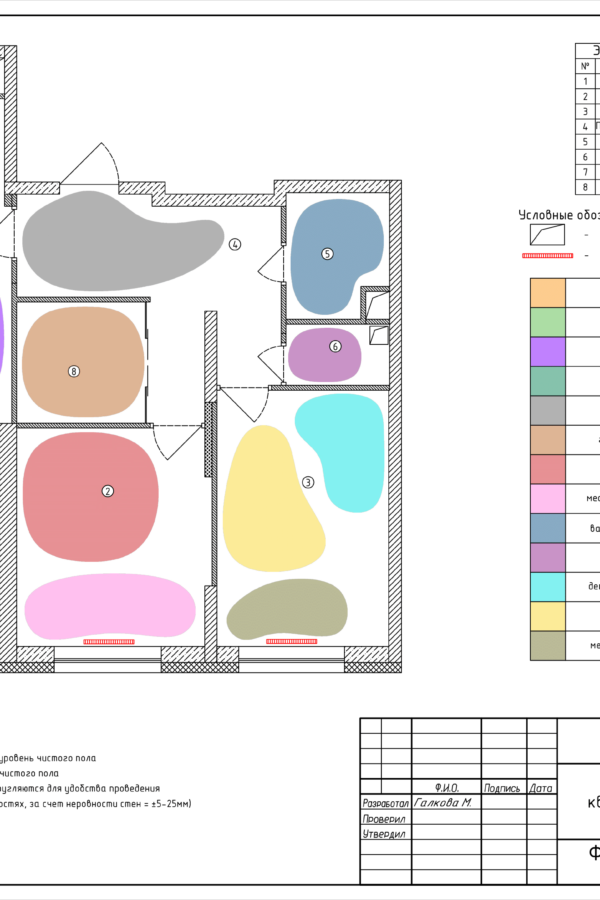 Э
№
1
2
3
4 П
5
6
7
8
Условные обоз
-
-
4
5
6
8
2
3
мес
ва
де
ме
уровень чистого пола
чистого пола
угляются для удобства проведения
остях, за счет неровности стен = ±5-25мм)
Ф.И.О. Подпись Дата
Разработал Галкова М.
Проверил
Утвердил
кв
Ф